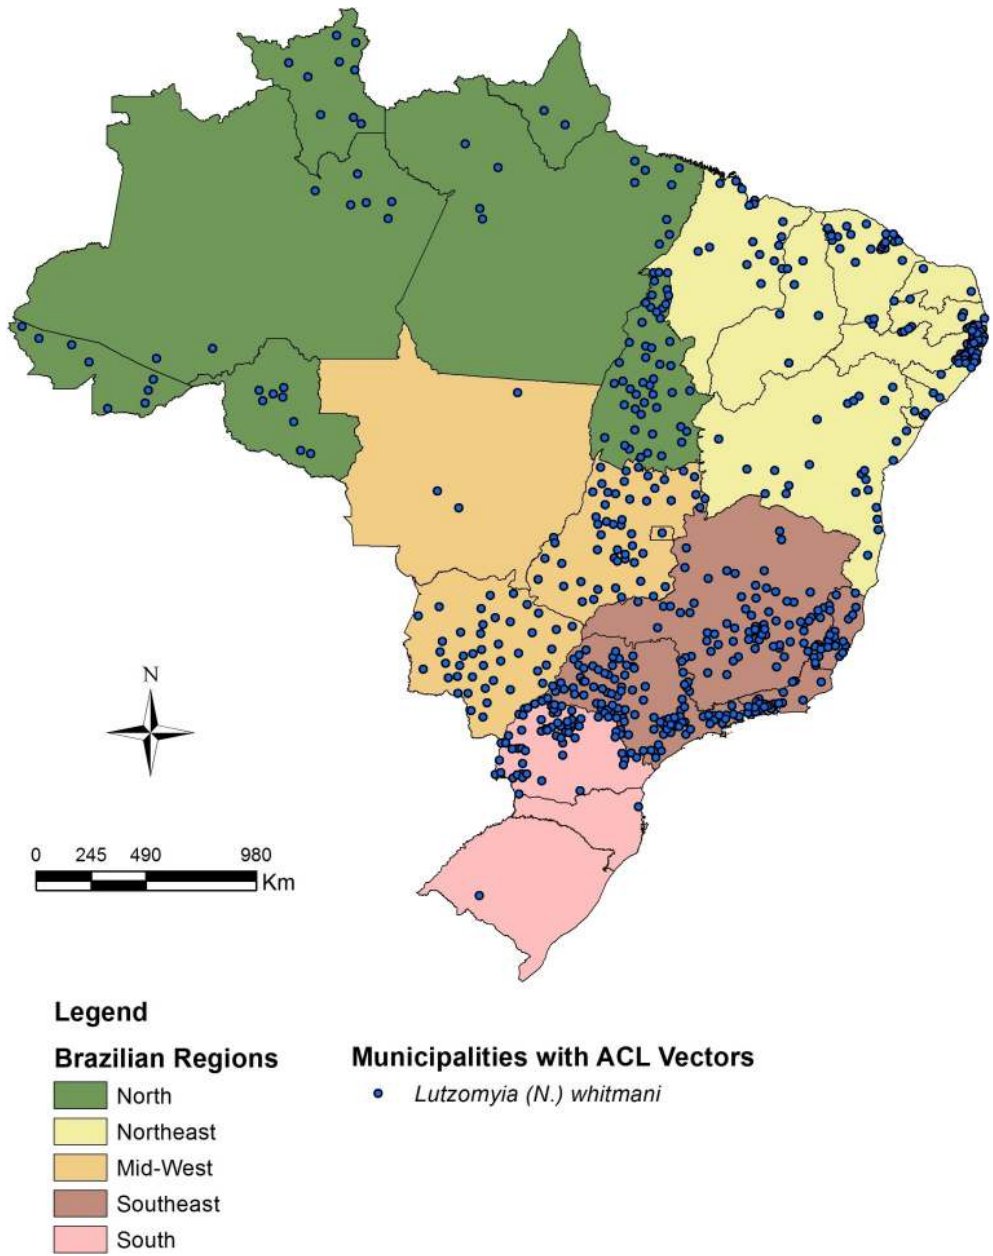 N
0 245 490 980
Km
Legend
Brazilian Regions
North
Northeast
Mid-West
Southeast
South
Municipalities with ACL Vectors
Lutzomyia (N.) whitmani